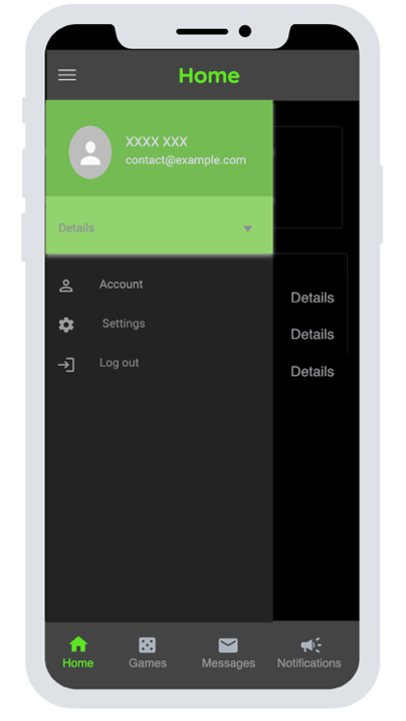 Home
XXXX XXX
contact@example.com
Details
Account
Settings
Log out
Details
Details
Details
Home
Games
Messages
Notifications